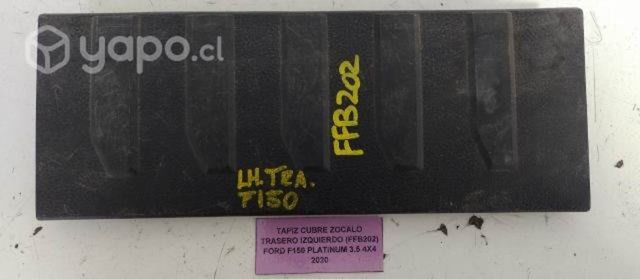 yapo.cl
FFB202
LH.TRA.
F150
TAPIZ CUBRE ZOCALO
TRASERO IZQUIERDO (FFB202)
FORD F150 PLATINUM 3.5 4X4
2020